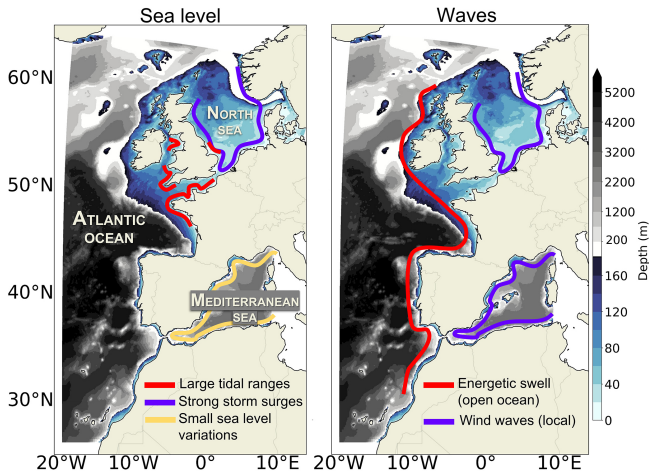 Sea level
Waves
60°N
50°N
40°N
30°N
NORTH
SEA
ATLANTIC
OCEAN
MEDITERRANEAN
SEA
Large tidal ranges
Strong storm surges
Small sea level
variations
Energetic swell
(open ocean)
Wind waves (local)
20°W 10°W 0° 10°E
20°W 10°W 0° 10°E
5200
4200
3200
2200
1200
200
160
120
80
40
0
Depth (m)